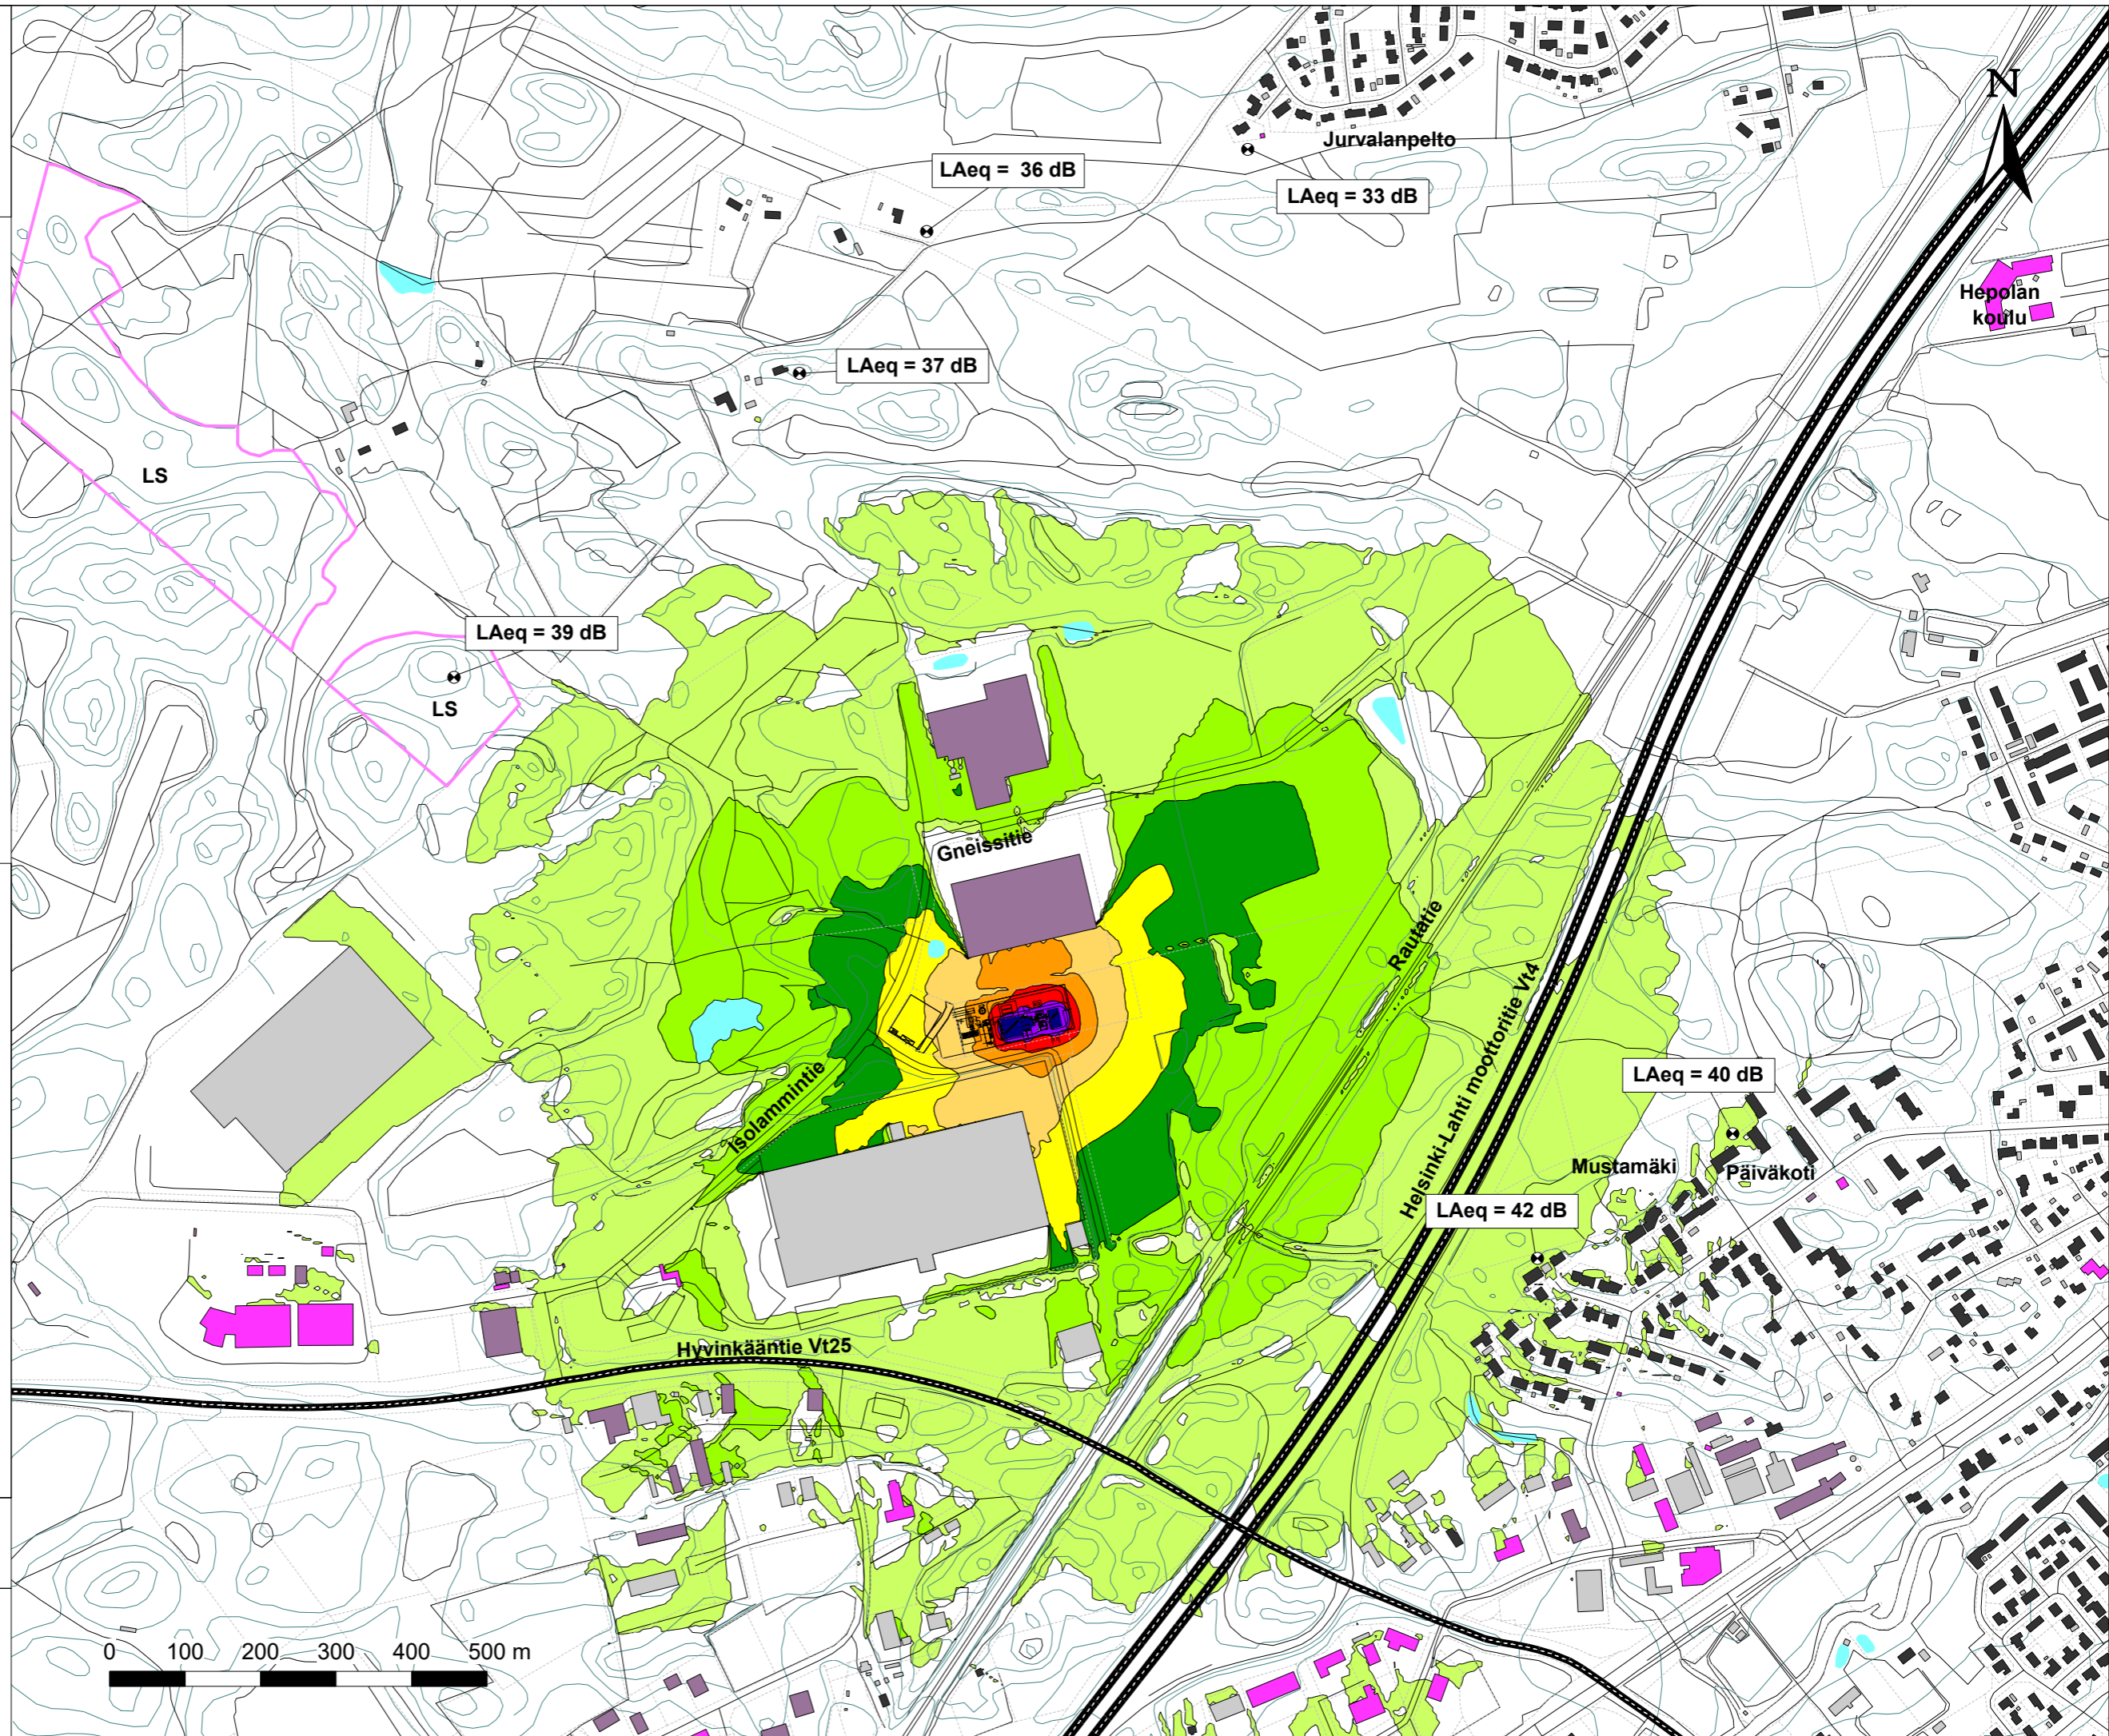 N
Jurvalanpelto
LAeq =  36 dB
LAeq = 33 dB
Hepolan
koulu
LAeq = 37 dB
LS
LAeq = 39 dB
LS
Gneissitie
Rautatie
Helsinki-Lahti moottoritie Vt4
LAeq = 40 dB
Isolammintie
Mustamäki
Päiväkoti
LAeq = 42 dB
Hyvinkääntie Vt25
0 100 200 300 400 500 m